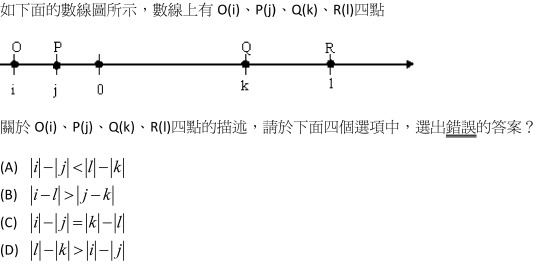 如下面的數線圖所示，數線上有 O(i)、P(j)、Q(k)、R(l)四點
O P Q R
i j 0 k l
關於 O(i)、P(j)、Q(k)、R(l)四點的描述，請於下面四個選項中，選出錯誤的答案？
(A) |i|−|j|<|l|−|k|
(B) |i−l|>|j−k|
(C) |i|−|j|=|k|−|l|
(D) |l|−|k|>|i|−|j|